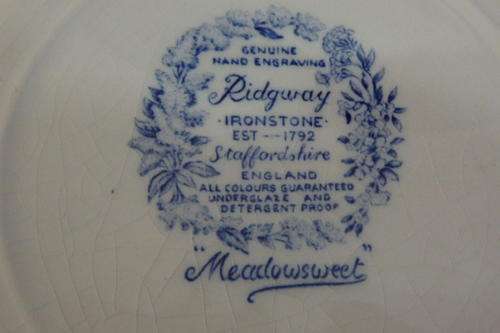 GENUINE
HAND ENGRAVING
Ridgway
·IRONSTONE·
EST --- 1792
Staffordshire
ENGLAND
ALL COLOURS GUARANTEED
UNDERGLAZE AND
DETERGENT PROOF
"Meadowsweet"